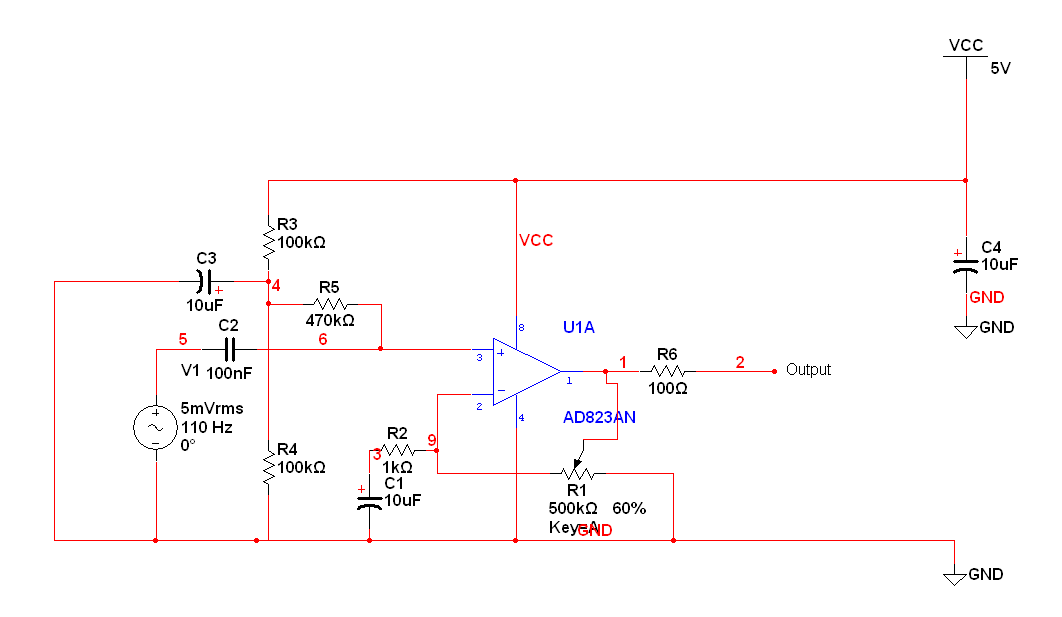 VCC
5V
R3
100kΩ
VCC
C3
10uF
+
4
R5
470kΩ
C4
10uF
+
GND
GND
5
C2
6
V1
100nF
8
U1A
3
+
1
1
R6
100Ω
2
Output
5mVrms
110 Hz
0°
+
−
−
2
4
AD823AN
R4
100kΩ
R2
1kΩ
3
9
C1
10uF
+
R1
500kΩ 60%
Key=A
GND
GND